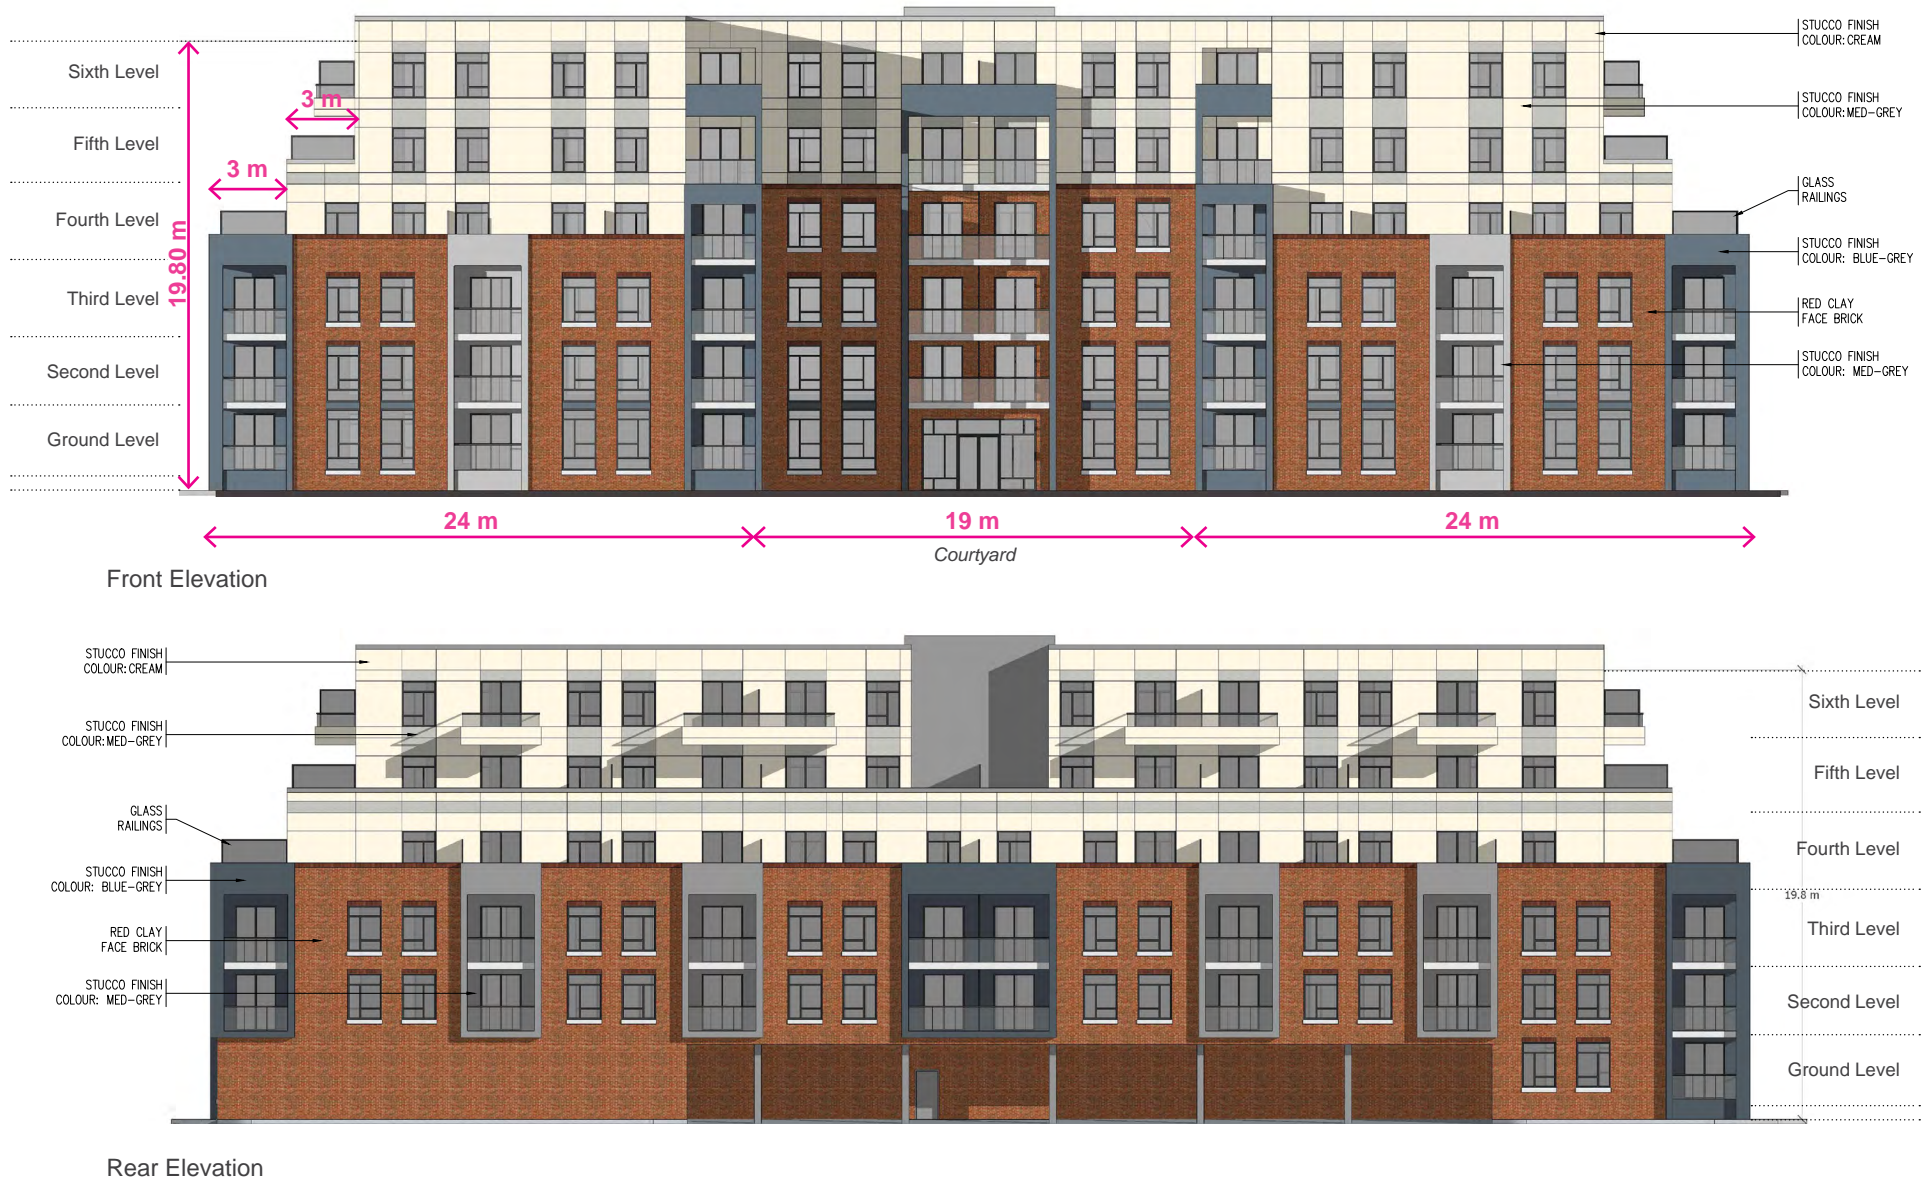 STUCCO FINISH
COLOUR:CREAM
Sixth Level
3 m
STUCCO FINISH
COLOUR:MED-GREY
Fifth Level
3 m
GLASS
RAILINGS
Fourth Level
STUCCO FINISH
COLOUR: BLUE-GREY
19.80 m
Third Level
RED CLAY
FACE BRICK
Second Level
STUCCO FINISH
COLOUR: MED-GREY
Ground Level
24 m
19 m
24 m
Courtyard
Front Elevation
STUCCO FINISH
COLOUR:CREAM
Sixth Level
STUCCO FINISH
COLOUR:MED-GREY
Fifth Level
GLASS
RAILINGS
Fourth Level
STUCCO FINISH
COLOUR: BLUE-GREY
19.8 m
RED CLAY
FACE BRICK
Third Level
STUCCO FINISH
COLOUR: MED-GREY
Second Level
Ground Level
Rear Elevation